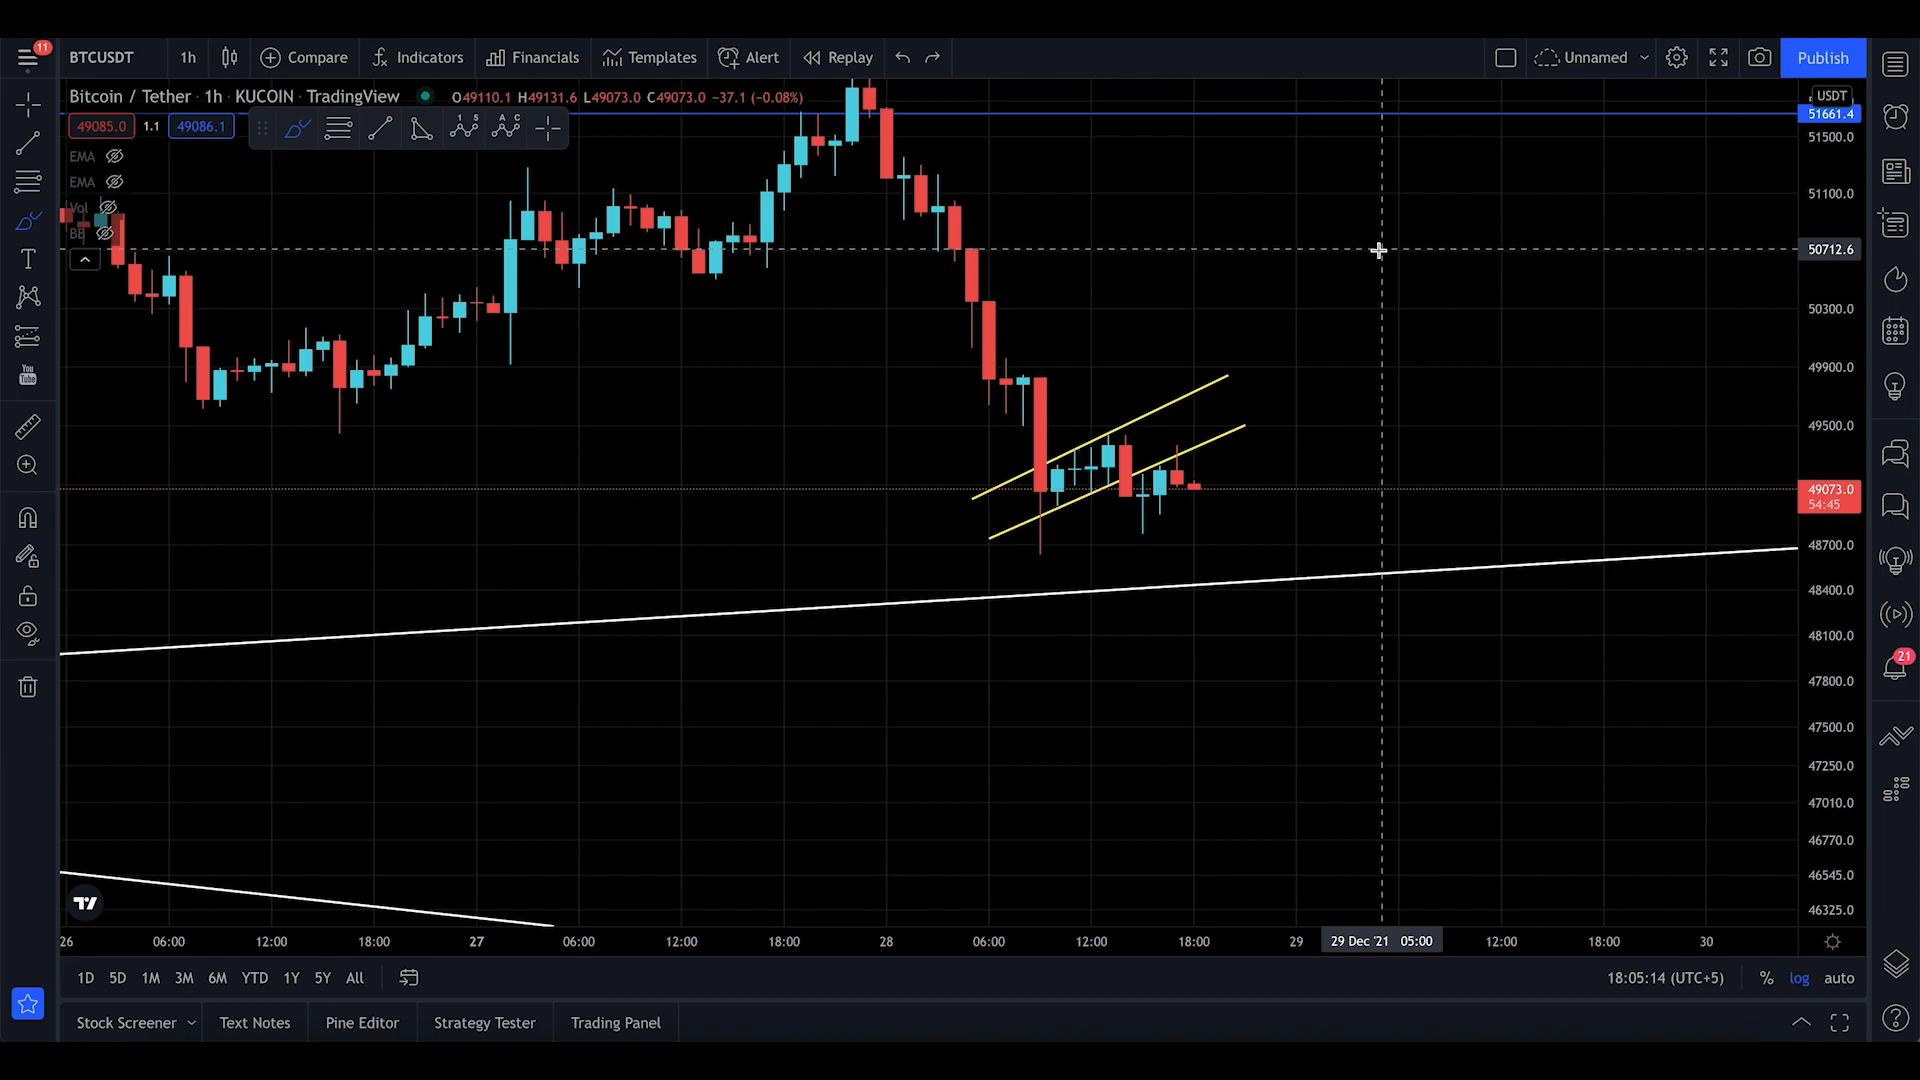 11
BTCUSDT 1h Compare Indicators Financials Templates Alert Replay Unnamed Publish
Bitcoin / Tether · 1h · KUCOIN · TradingView O49110.1 H49131.6 L49073.0 C49073.0 −37.1 (−0.08%)
USDT
51661.4
49085.0 1.1 49086.1
51500.0
EMA
EMA
51100.0
Vol
BB
50712.6
50300.0
49900.0
49500.0
49073.0
54:45
48700.0
48400.0
48100.0
21
47800.0
47500.0
47250.0
47010.0
46770.0
46545.0
46325.0
26 06:00 12:00 18:00 27 06:00 12:00 18:00 28 06:00 12:00 18:00 29 29 Dec '21 05:00 12:00 18:00 30
1D 5D 1M 3M 6M YTD 1Y 5Y All 18:05:14 (UTC+5) % log auto
Stock Screener Text Notes Pine Editor Strategy Tester Trading Panel